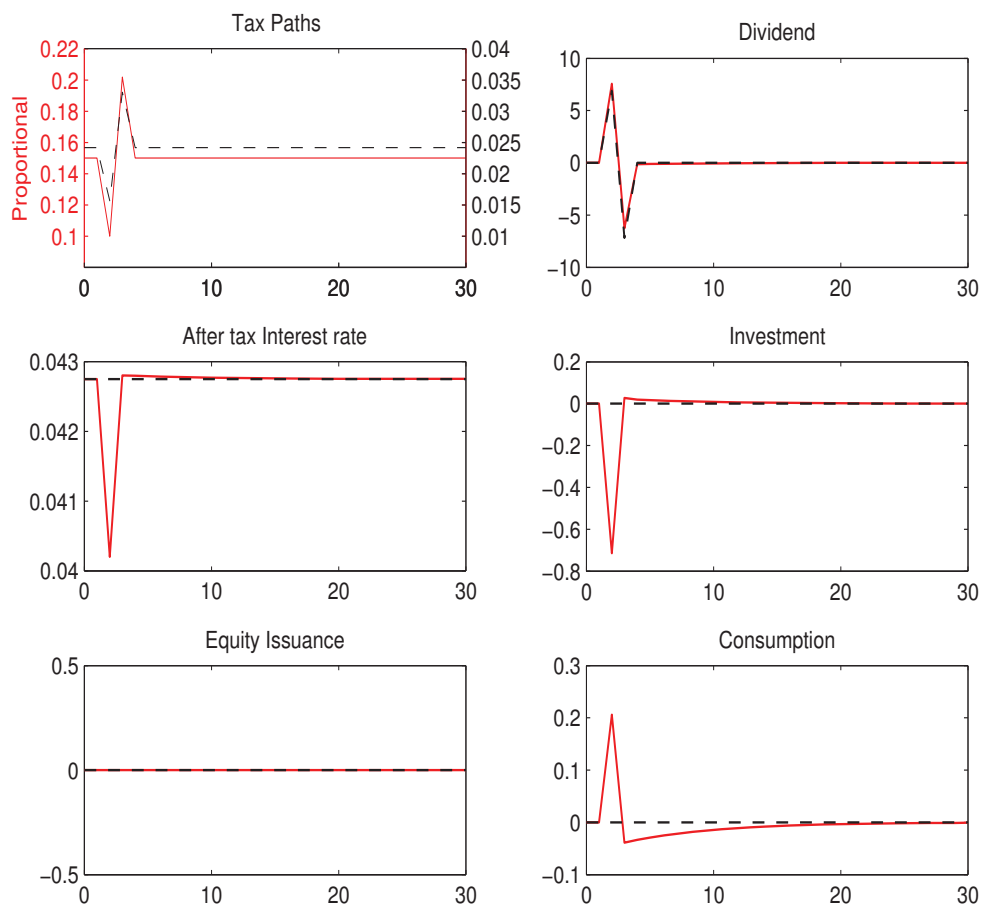 Tax Paths
Proportional
0.22
0.2
0.18
0.16
0.14
0.12
0.1
0.04
0.035
0.03
0.025
0.02
0.015
0.01
0 10 20 30
Dividend
10
5
0
−5
−10
0 10 20 30
After tax Interest rate
0.043
0.042
0.041
0.04
0 10 20 30
Investment
0.2
0
−0.2
−0.4
−0.6
−0.8
0 10 20 30
Equity Issuance
0.5
0
−0.5
0 10 20 30
Consumption
0.3
0.2
0.1
0
−0.1
0 10 20 30